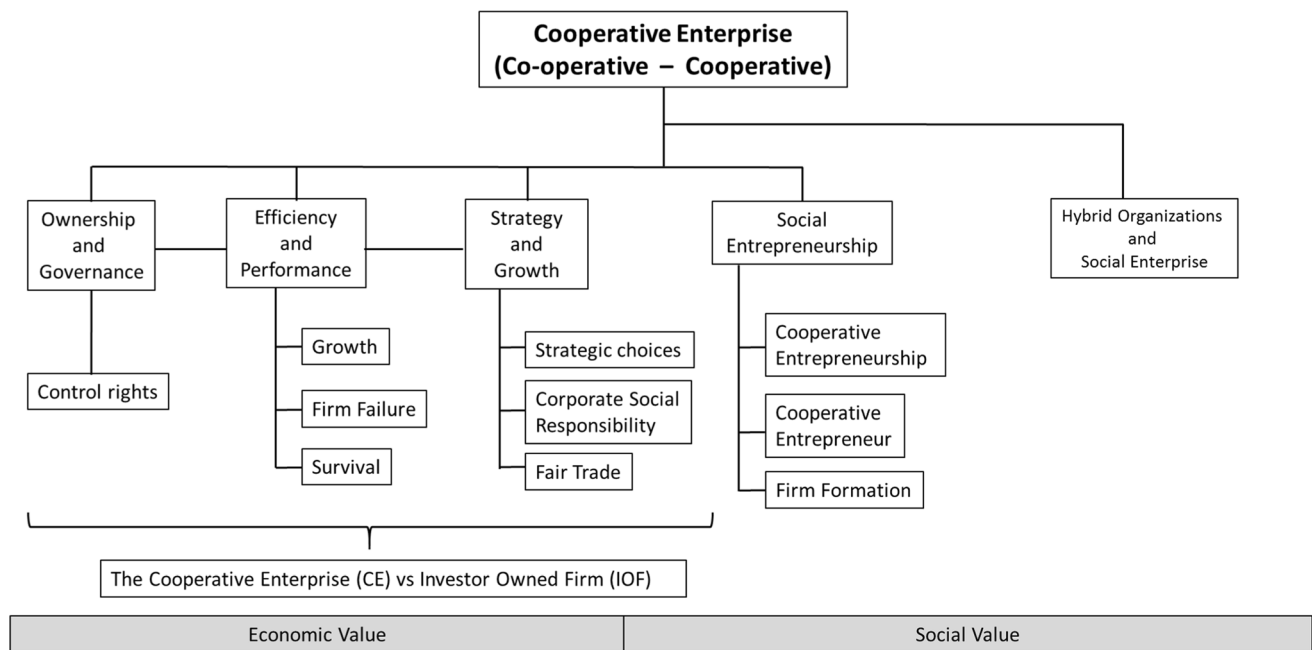 Cooperative Enterprise
(Co-operative – Cooperative)
Ownership
and
Governance
Efficiency
and
Performance
Strategy
and
Growth
Social
Entrepreneurship
Hybrid Organizations
and
Social Enterprise
Control rights
Growth
Firm Failure
Survival
Strategic choices
Corporate Social
Responsibility
Fair Trade
Cooperative
Entrepreneurship
Cooperative
Entrepreneur
Firm Formation
The Cooperative Enterprise (CE) vs Investor Owned Firm (IOF)
Economic Value
Social Value